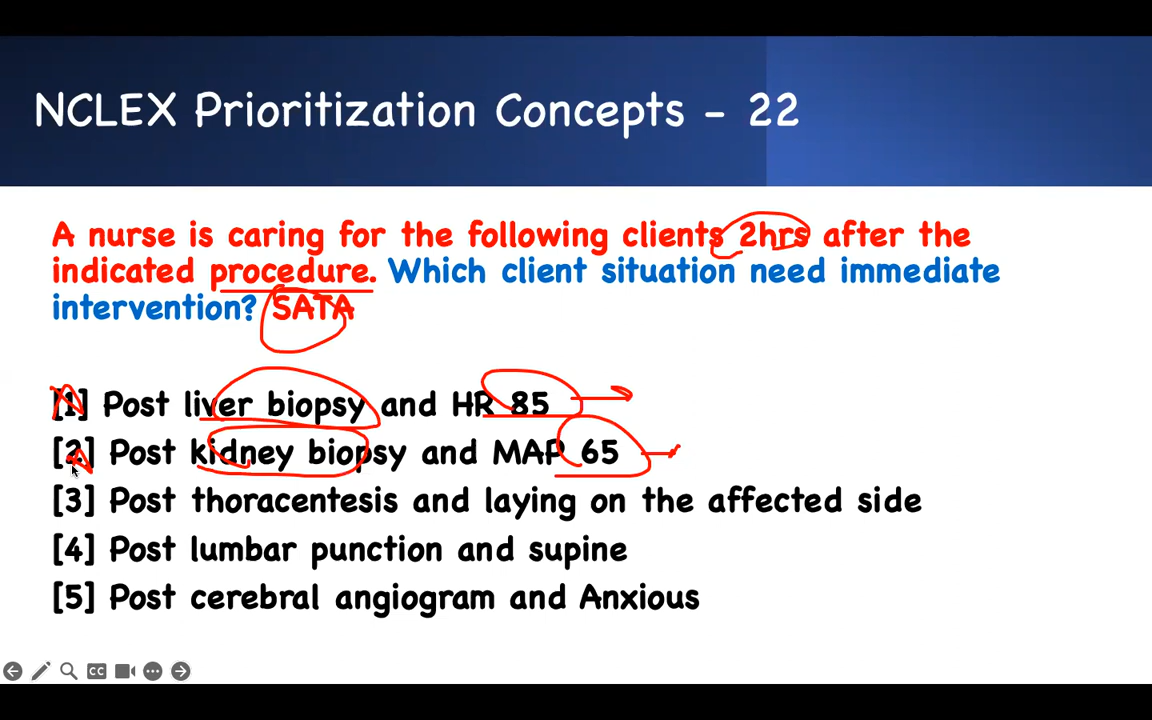 NCLEX Prioritization Concepts - 22
A nurse is caring for the following clients 2hrs after the
indicated procedure. Which client situation need immediate
intervention? SATA
[1] Post liver biopsy and HR 85
[2] Post kidney biopsy and MAP 65
[3] Post thoracentesis and laying on the affected side
[4] Post lumbar punction and supine
[5] Post cerebral angiogram and Anxious
CC